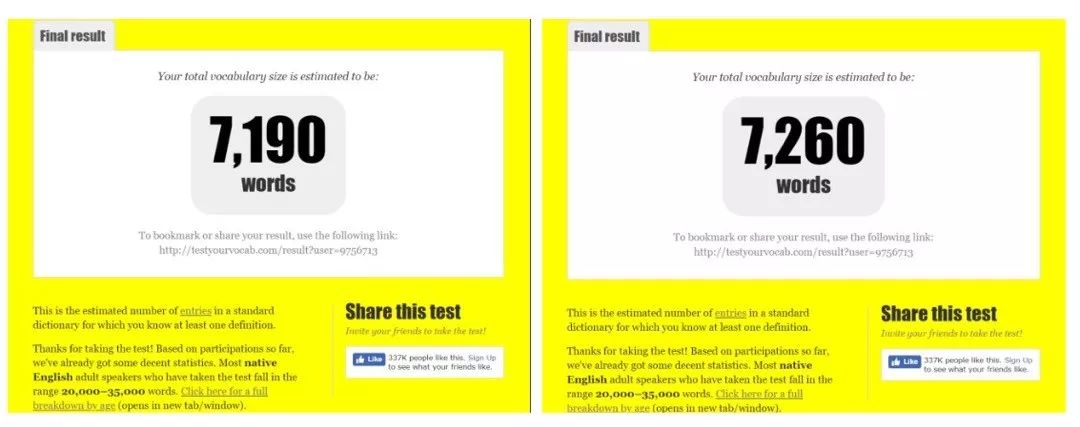 Final result
Your total vocabulary size is estimated to be:
7,190
words
To bookmark or share your result, use the following link:
http://testyourvocab.com/result?user=9756713
This is the estimated number of entries in a standard
dictionary for which you know at least one definition.
Thanks for taking the test! Based on participations so far,
we've already got some decent statistics. Most native
English adult speakers who have taken the test fall in the
range 20,000–35,000 words. Click here for a full
breakdown by age (opens in new tab/window).
Share this test
Invite your friends to take the test!
Like
337K people like this. Sign Up
to see what your friends like.
Final result
Your total vocabulary size is estimated to be:
7,260
words
To bookmark or share your result, use the following link:
http://testyourvocab.com/result?user=9756713
This is the estimated number of entries in a standard
dictionary for which you know at least one definition.
Thanks for taking the test! Based on participations so far,
we've already got some decent statistics. Most native
English adult speakers who have taken the test fall in the
range 20,000–35,000 words. Click here for a full
breakdown by age (opens in new tab/window).
Share this test
Invite your friends to take the test!
Like
337K people like this. Sign Up
to see what your friends like.